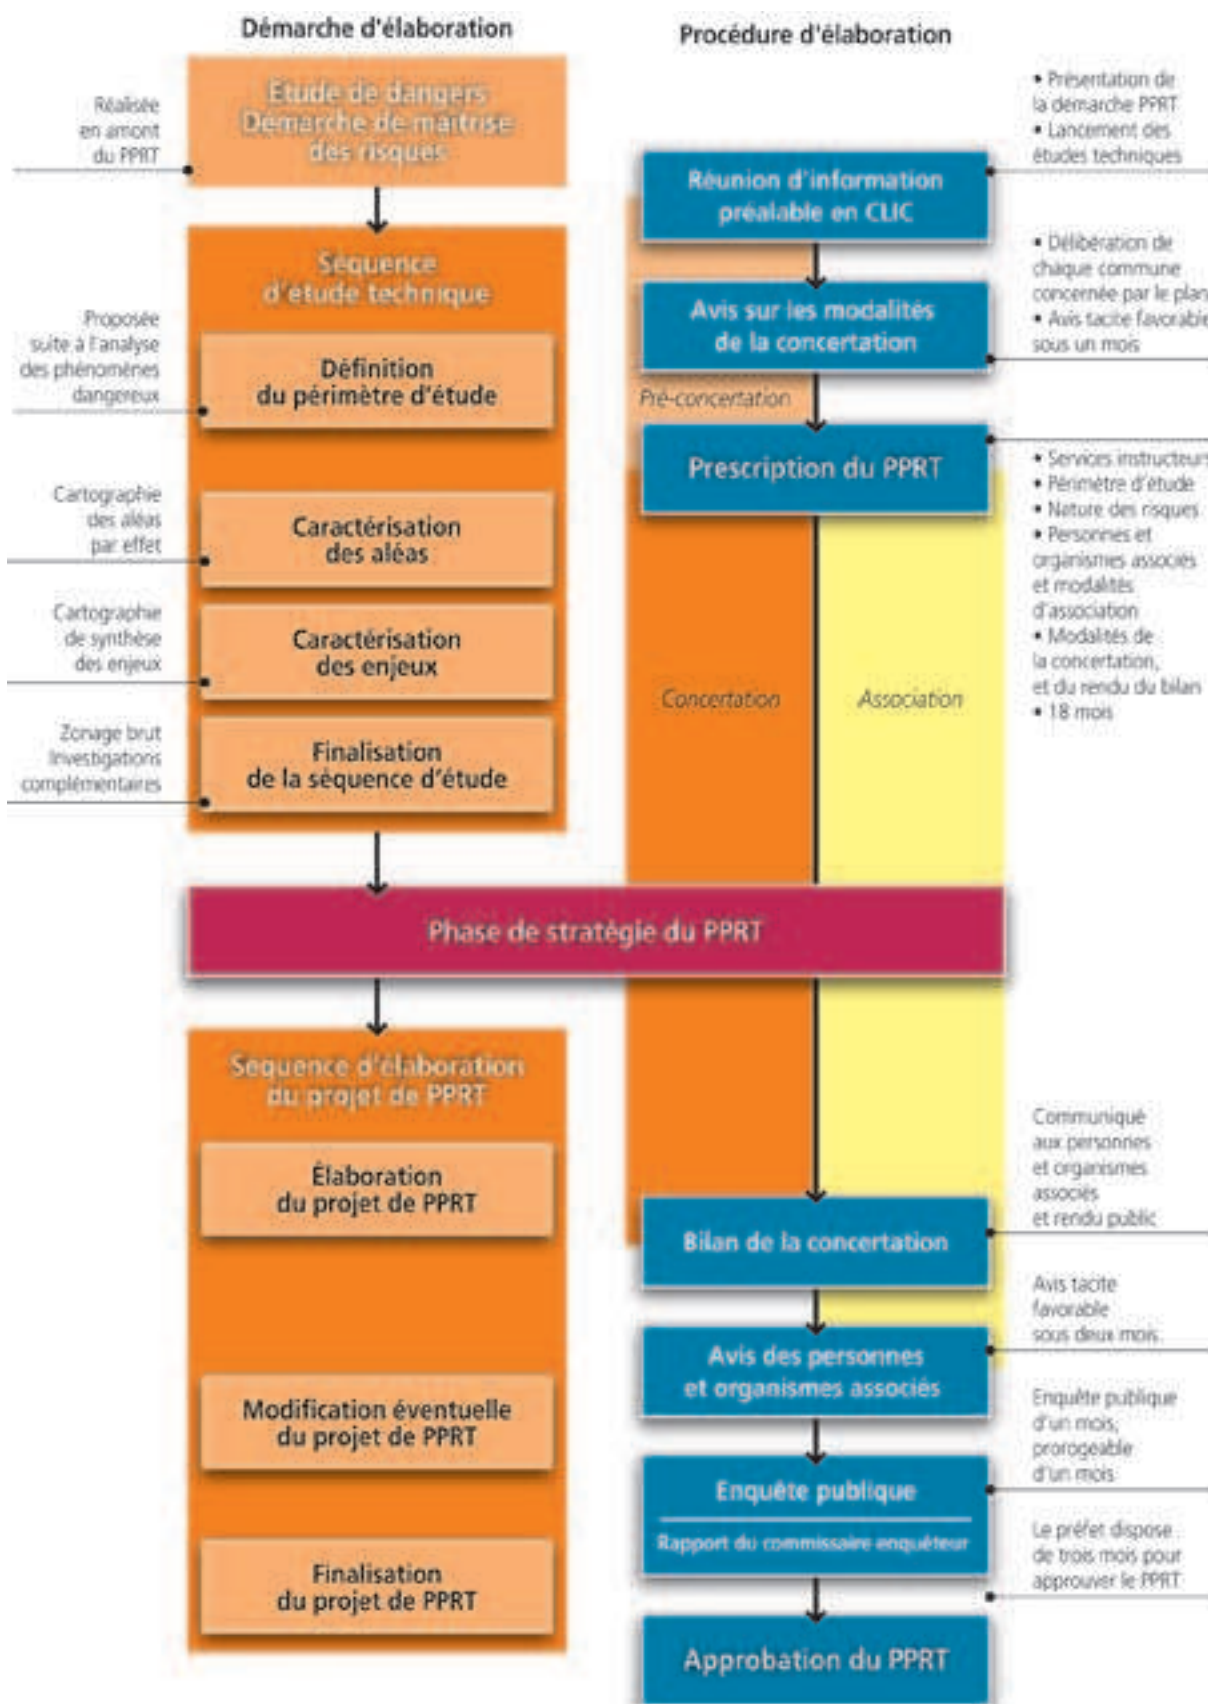 Démarche d'élaboration
Étude de dangers
Démarche de maîtrise
des risques
Réalisée
en amont
du PPRT
Séquence
d'étude technique
Proposée
suite à l'analyse
des phénomènes
dangereux
Définition
du périmètre d'étude
Cartographie
des aléas
par effet
Caractérisation
des aléas
Cartographie
de synthèse
des enjeux
Caractérisation
des enjeux
Zonage brut
Investigations
complémentaires
Finalisation
de la séquence d'étude
Phase de stratégie du PPRT
Séquence d'élaboration
du projet de PPRT
Élaboration
du projet de PPRT
Modification éventuelle
du projet de PPRT
Finalisation
du projet de PPRT
Procédure d'élaboration
Réunion d'information
préalable en CLIC
• Présentation de
la démarche PPRT
• Lancement des
études techniques
Avis sur les modalités
de la concertation
• Délibération de
chaque commune
concernée par le plan
• Avis tacite favorable
sous un mois
Pré-concertation
Prescription du PPRT
• Services instructeurs
• Périmètre d'étude
• Nature des risques
• Personnes et
organismes associés
et modalités
d'association
• Modalités de
la concertation,
et du rendu du bilan
• 18 mois
Concertation
Association
Bilan de la concertation
Communiqué
aux personnes
et organismes
associés
et rendu public
Avis des personnes
et organismes associés
Avis tacite
favorable
sous deux mois
Enquête publique
Rapport du commissaire enquêteur
Enquête publique
d'un mois,
prorogeable
d'un mois
Le préfet dispose
de trois mois pour
approuver le PPRT
Approbation du PPRT